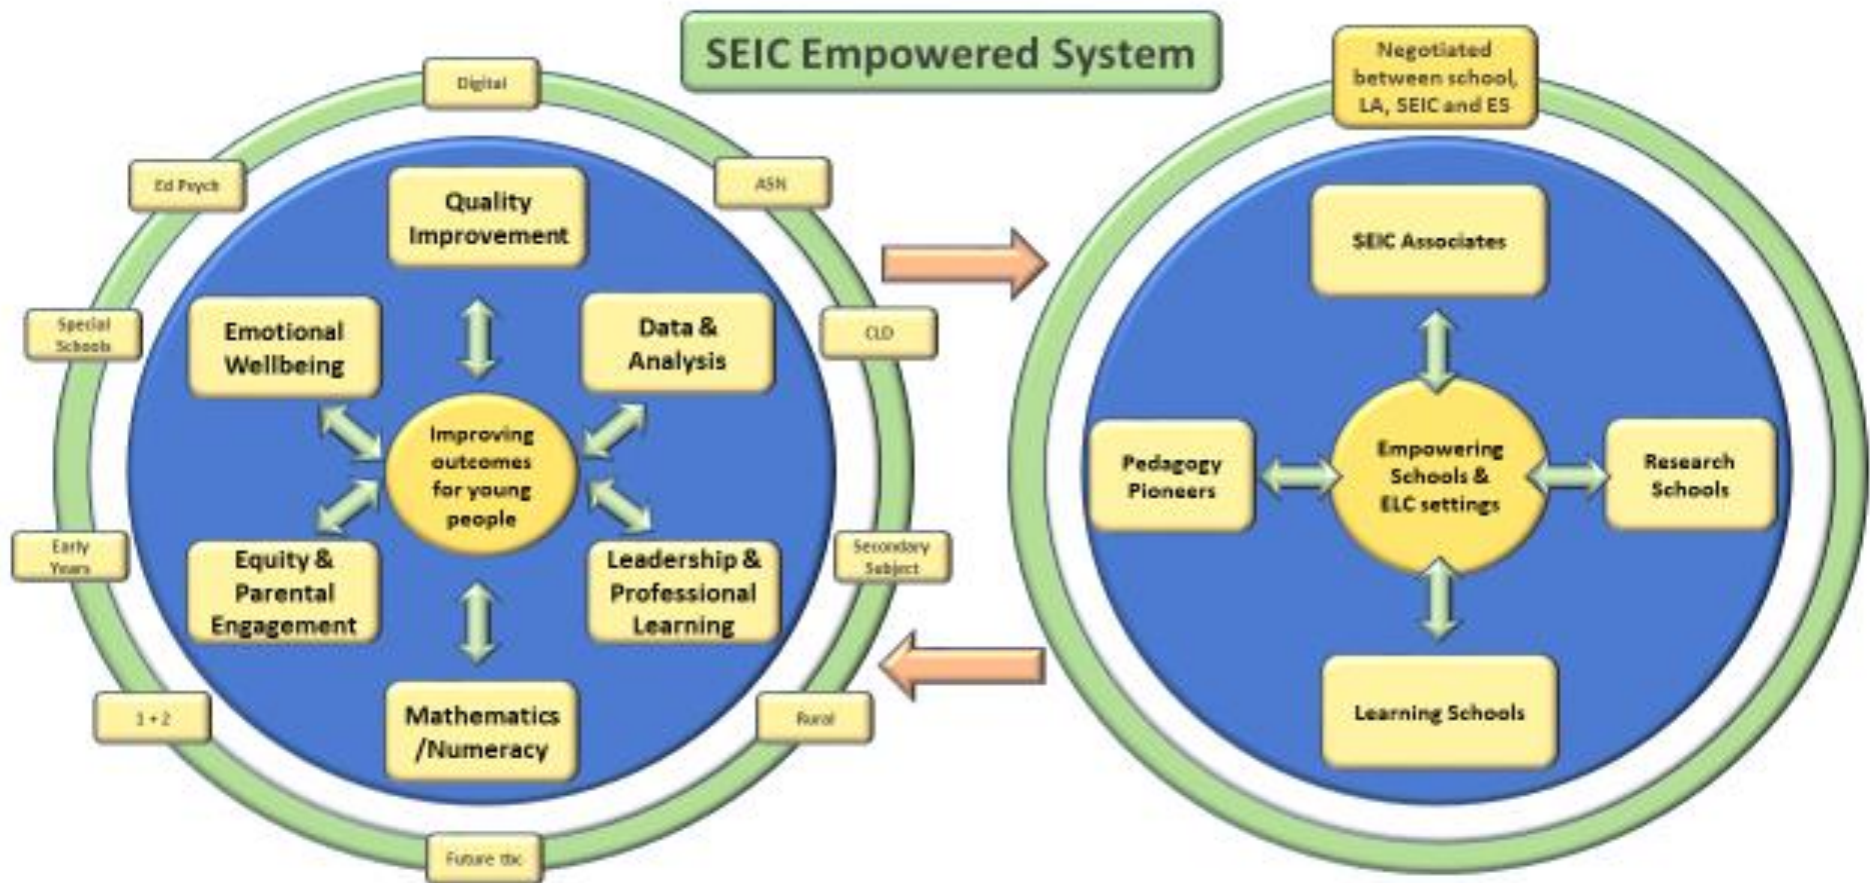 SEIC Empowered System
Digital
Ed Psych
ASN
Special
Schools
CLD
Early
Years
Secondary
Subject
1 + 2
Rural
Future tbc
Quality
Improvement
Emotional
Wellbeing
Data &
Analysis
Improving
outcomes
for young
people
Equity &
Parental
Engagement
Leadership &
Professional
Learning
Mathematics
/Numeracy
Negotiated
between school,
LA, SEIC and ES
SEIC Associates
Pedagogy
Pioneers
Empowering
Schools &
ELC settings
Research
Schools
Learning Schools